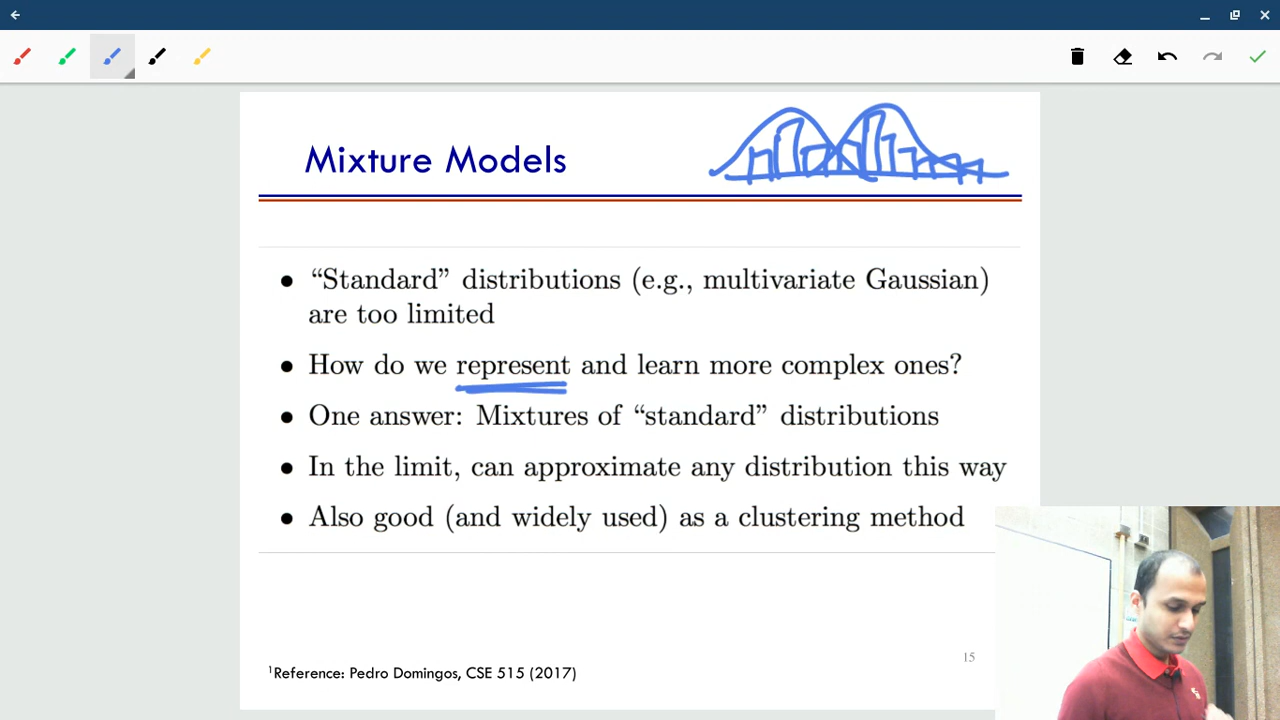 Mixture Models
● “Standard” distributions (e.g., multivariate Gaussian)
are too limited
● How do we represent and learn more complex ones?
● One answer: Mixtures of “standard” distributions
● In the limit, can approximate any distribution this way
● Also good (and widely used) as a clustering method
15
¹Reference: Pedro Domingos, CSE 515 (2017)